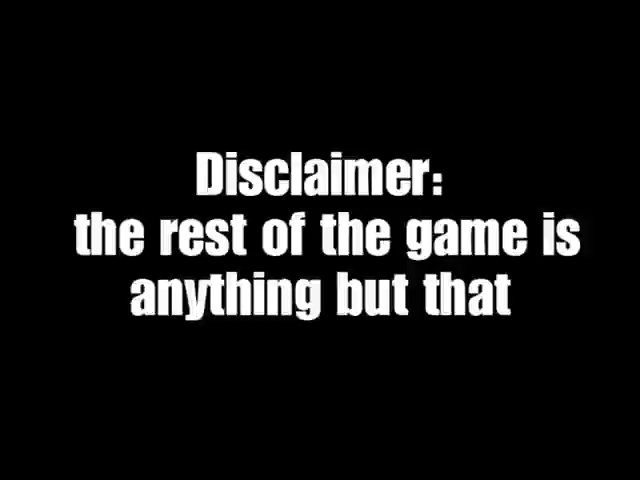 Disclaimer:
the rest of the game is
anything but that